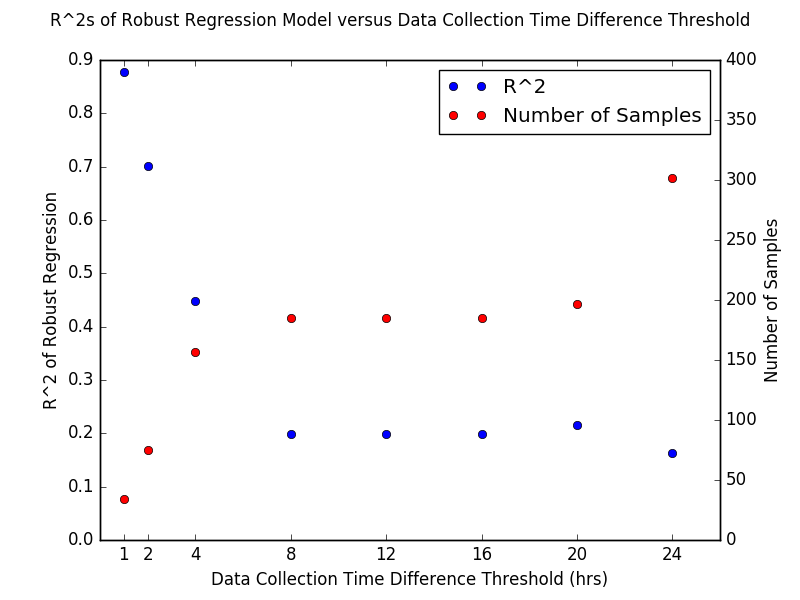 R^2s of Robust Regression Model versus Data Collection Time Difference Threshold
R^2
Number of Samples
R^2 of Robust Regression
0.9
0.8
0.7
0.6
0.5
0.4
0.3
0.2
0.1
0.0
400
350
300
250
200
150
100
50
0
Number of Samples
1 2 4 8 12 16 20 24
Data Collection Time Difference Threshold (hrs)